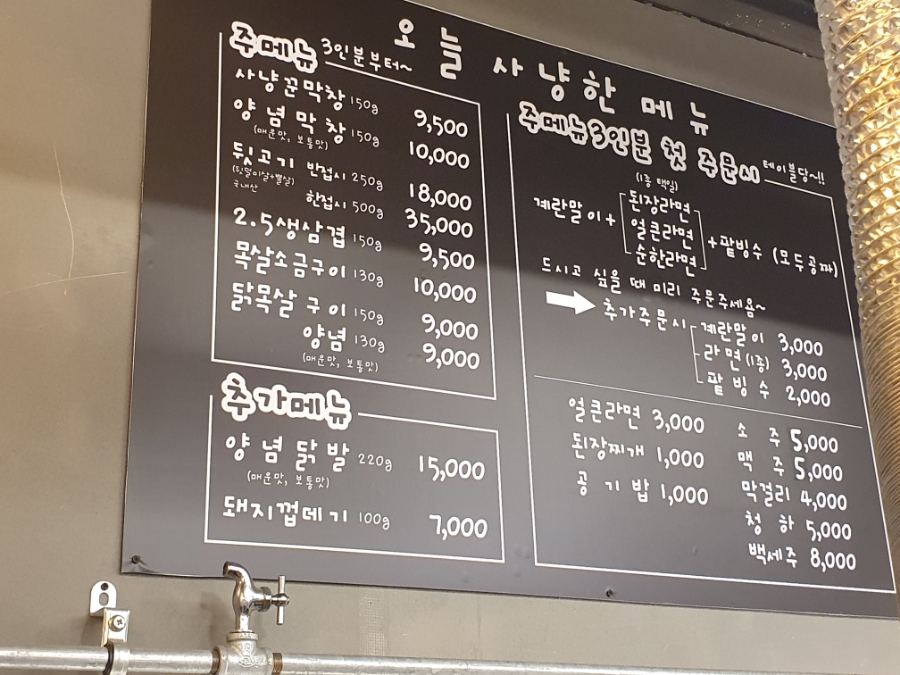 오늘 사냥한 메뉴
주메뉴 3인분부터~
사냥꾼막창 150g 9,500
양념막창 150g 10,000
(매운맛, 보통맛)
뒷고기 반접시 250g 18,000
(뒷덜미살+뽈살)
국내산
한접시 500g 35,000
2.5생삼겹 150g 9,500
목살소금구이 130g 10,000
닭목살 구이 150g 9,000
양념 130g 9,000
(매운맛, 보통맛)
추가메뉴
양념닭발 220g 15,000
(매운맛, 보통맛)
돼지껍데기 100g 7,000
주메뉴 3인분 첫 주문시 테이블당~!!
(1종 택일)
된장라면
계란말이 + 얼큰라면 + 팥빙수 (모두공짜)
순한라면
드시고 싶을 때 미리 주문주세욤~
추가주문시 계란말이 3,000
라면(1종) 3,000
팥빙수 2,000
얼큰라면 3,000
된장찌개 1,000
공기밥 1,000
소주 5,000
맥주 5,000
막걸리 4,000
청하 5,000
백세주 8,000